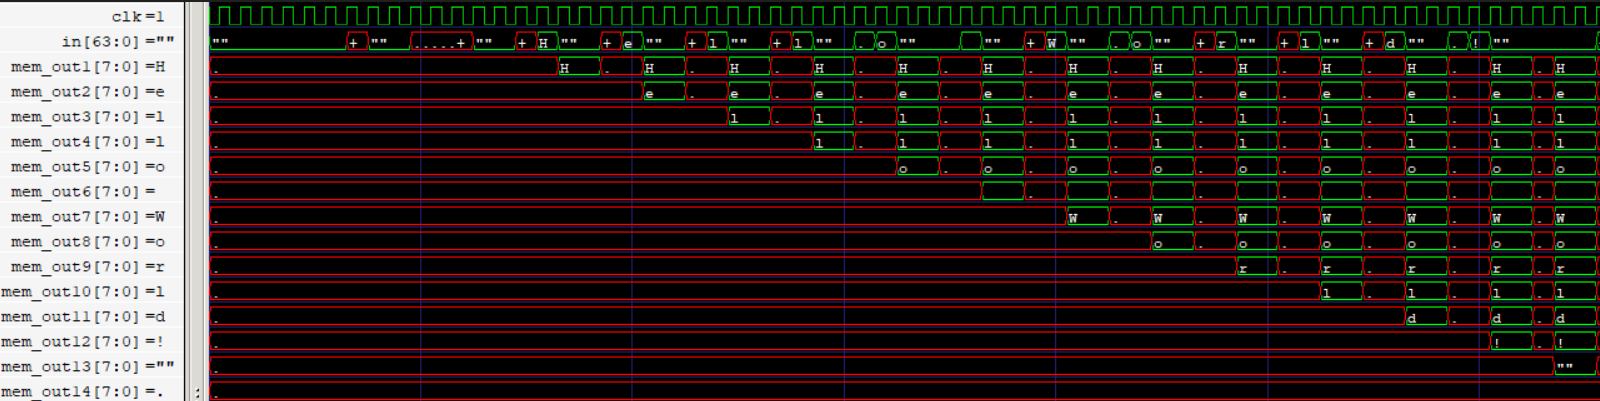 clk=1
in[63:0]="" "" + "" .....+ "" + H "" + e "" + l "" + l "" . o "" "" + W "" . o "" + r "" + l "" + d "" . ! ""
mem_out1[7:0]=H . H . H . H . H . H . H . H . H . H . H . H . H
mem_out2[7:0]=e . e . e . e . e . e . e . e . e . e . e . e
mem_out3[7:0]=l . l . l . l . l . l . l . l . l . l . l
mem_out4[7:0]=l . l . l . l . l . l . l . l . l . l
mem_out5[7:0]=o . o . o . o . o . o . o . o . o
mem_out6[7:0]= . . . . . . . .
mem_out7[7:0]=W . W . W . W . W . W . W . W
mem_out8[7:0]=o . o . o . o . o . o . o
mem_out9[7:0]=r . r . r . r . r . r
mem_out10[7:0]=l . l . l . l . l
mem_out11[7:0]=d . d . d . d
mem_out12[7:0]=! . ! . !
mem_out13[7:0]="" . ""
mem_out14[7:0]=. .